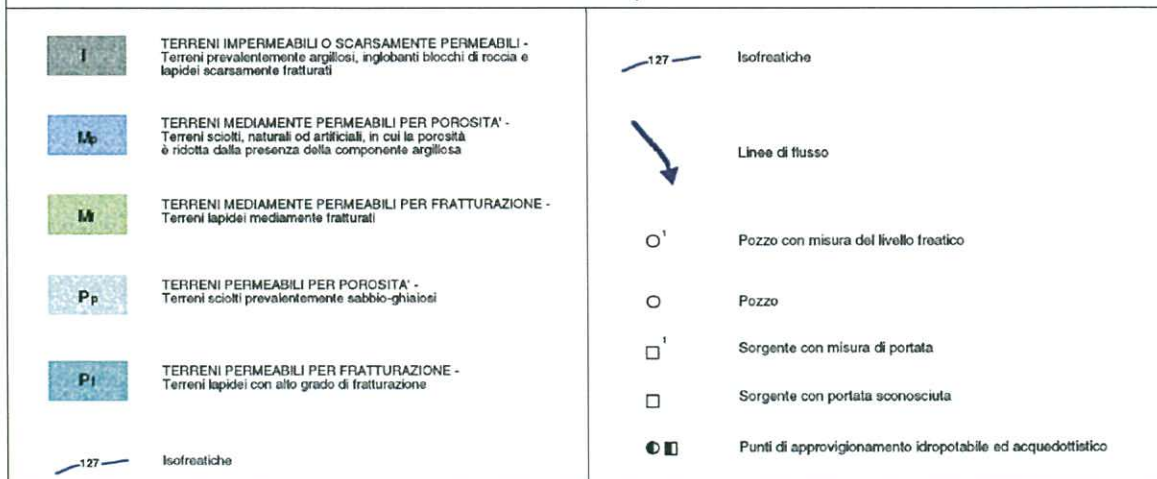 I
TERRENI IMPERMEABILI O SCARSAMENTE PERMEABILI -
Terreni prevalentemente argillosi, inglobanti blocchi di roccia e
lapidei scarsamente fratturati
Mp
TERRENI MEDIAMENTE PERMEABILI PER POROSITA' -
Terreni sciolti, naturali od artificiali, in cui la porosità
è ridotta dalla presenza della componente argillosa
Mf
TERRENI MEDIAMENTE PERMEABILI PER FRATTURAZIONE -
Terreni lapidei mediamente fratturati
Pp
TERRENI PERMEABILI PER POROSITA' -
Terreni sciolti prevalentemente sabbio-ghiaiosi
Pf
TERRENI PERMEABILI PER FRATTURAZIONE -
Terreni lapidei con alto grado di fratturazione
127
Isofreatiche
127
Isofreatiche
Linee di flusso
1
Pozzo con misura del livello freatico
Pozzo
1
Sorgente con misura di portata
Sorgente con portata sconosciuta
Punti di approvigionamento idropotabile ed acquedottistico